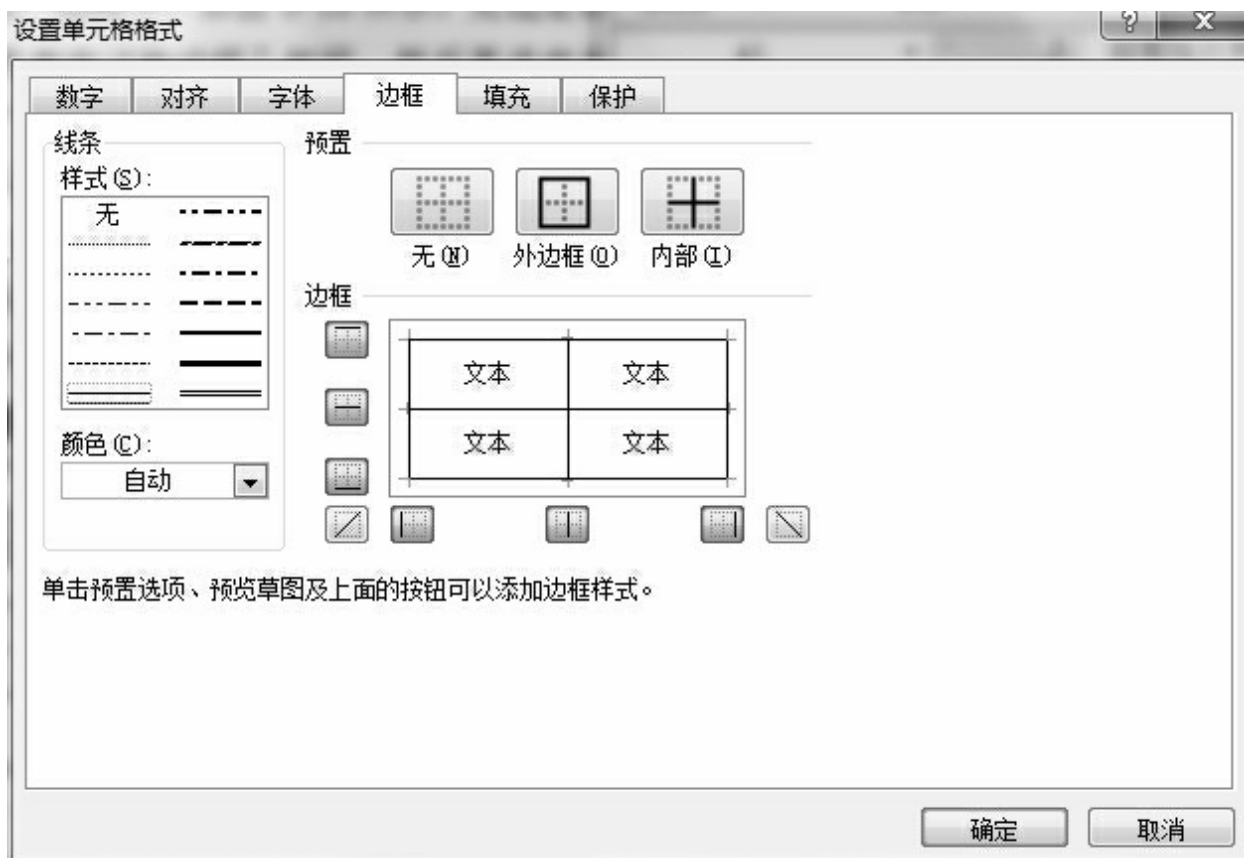 设置单元格格式
数字 对齐 字体 边框 填充 保护
线条
样式(S):
无
颜色(C):
自动
预置
无(N) 外边框(O) 内部(I)
边框
文本 文本
文本 文本
单击预置选项、预览草图及上面的按钮可以添加边框样式。
确定 取消